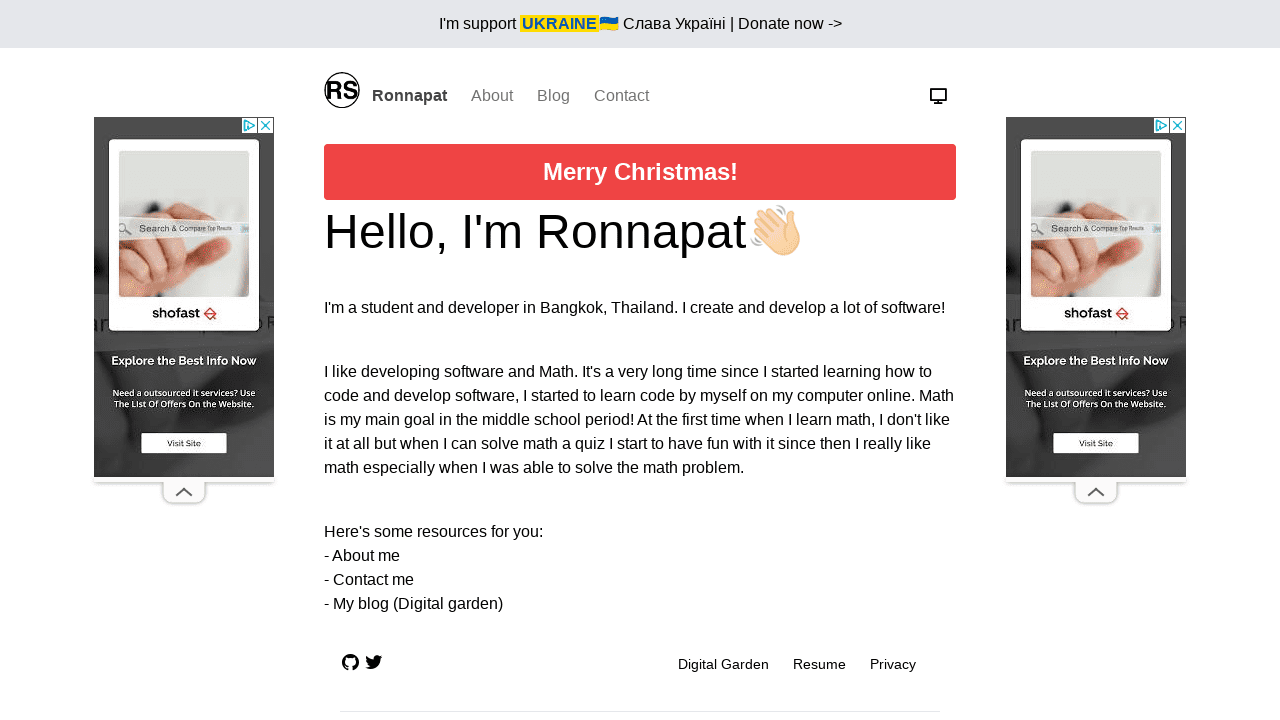 I'm support UKRAINE🇺🇦 Слава Україні | Donate now ->
RS Ronnapat About Blog Contact
Merry Christmas!
Hello, I'm Ronnapat👋🏻
I'm a student and developer in Bangkok, Thailand. I create and develop a lot of software!
I like developing software and Math. It's a very long time since I started learning how to
code and develop software, I started to learn code by myself on my computer online. Math
is my main goal in the middle school period! At the first time when I learn math, I don't like
it at all but when I can solve math a quiz I start to have fun with it since then I really like
math especially when I was able to solve the math problem.
Here's some resources for you:
- About me
- Contact me
- My blog (Digital garden)
Digital Garden Resume Privacy
Search & Compare Top Results
shofast
Explore the Best Info Now
Need a outsourced it services? Use
The List Of Offers On the Website.
Visit Site
Search & Compare Top Results
shofast
Explore the Best Info Now
Need a outsourced it services? Use
The List Of Offers On the Website.
Visit Site